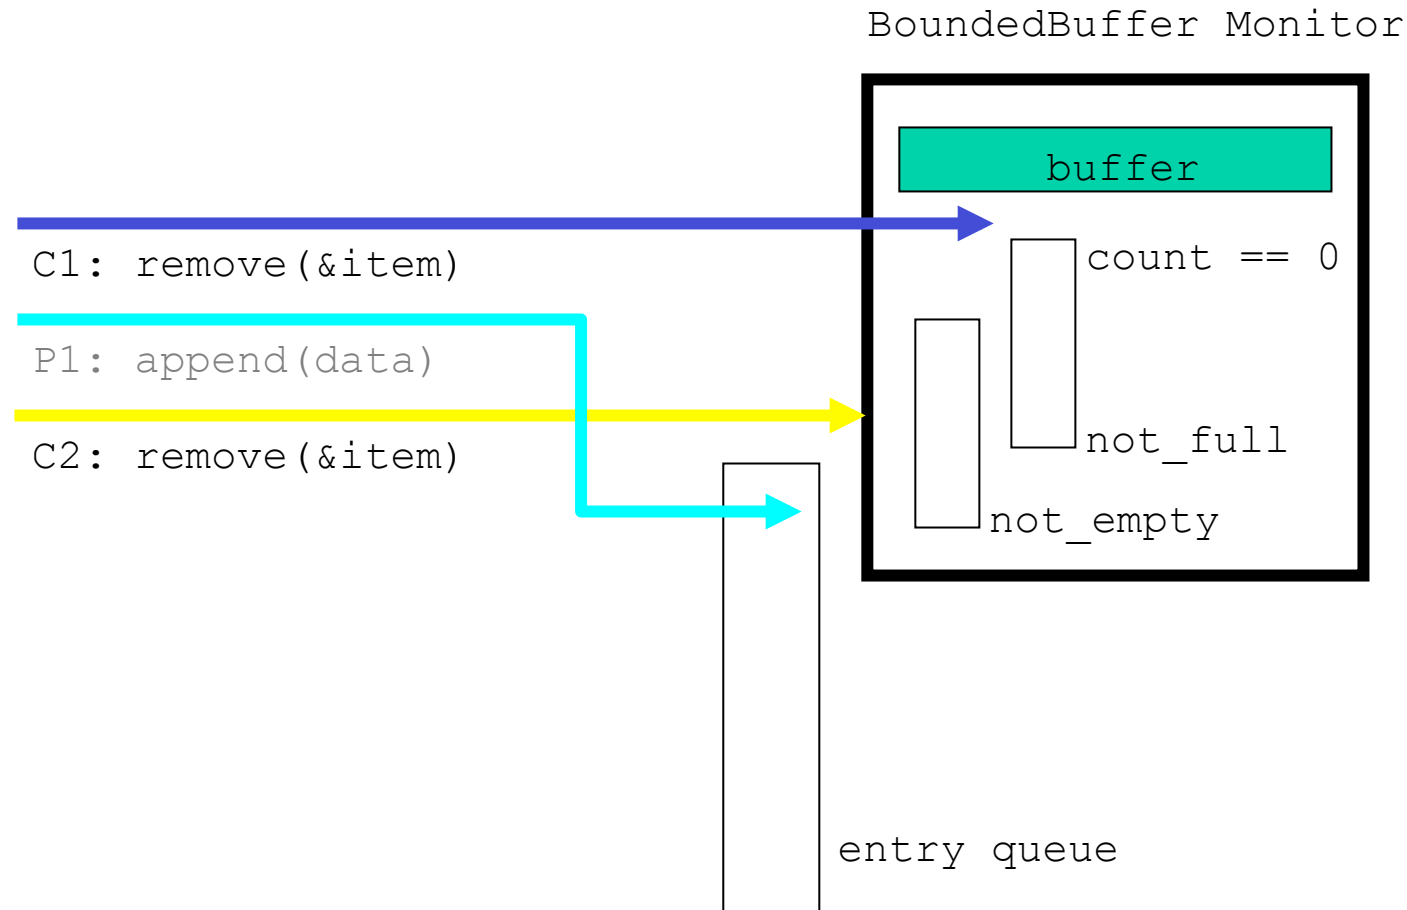 BoundedBuffer Monitor
buffer
C1: remove(&item)
count == 0
P1: append(data)
C2: remove(&item)
not_full
not_empty
entry queue